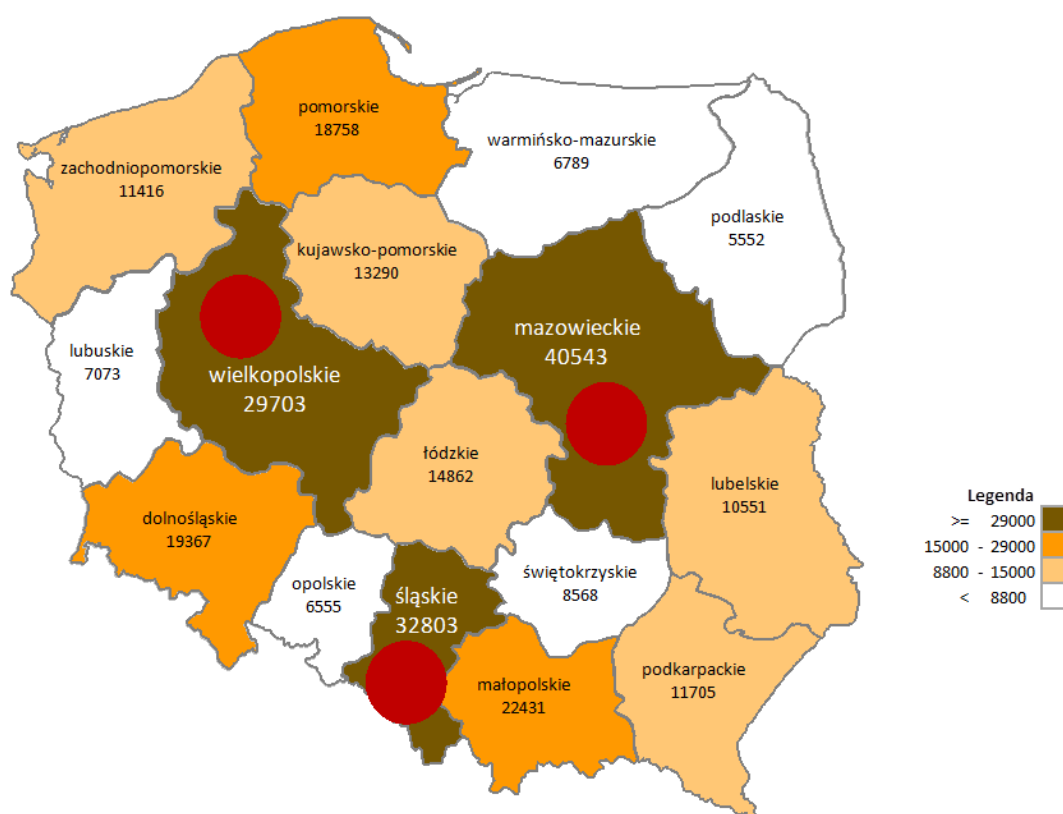 pomorskie
18758
warmińsko-mazurskie
6789
zachodniopomorskie
11416
podlaskie
5552
kujawsko-pomorskie
13290
mazowieckie
40543
lubuskie
7073
wielkopolskie
29703
łódzkie
14862
lubelskie
10551
dolnośląskie
19367
opolskie
6555
śląskie
32803
świętokrzyskie
8568
małopolskie
22431
podkarpackie
11705
Legenda
>= 29000
15000 - 29000
8800 - 15000
< 8800